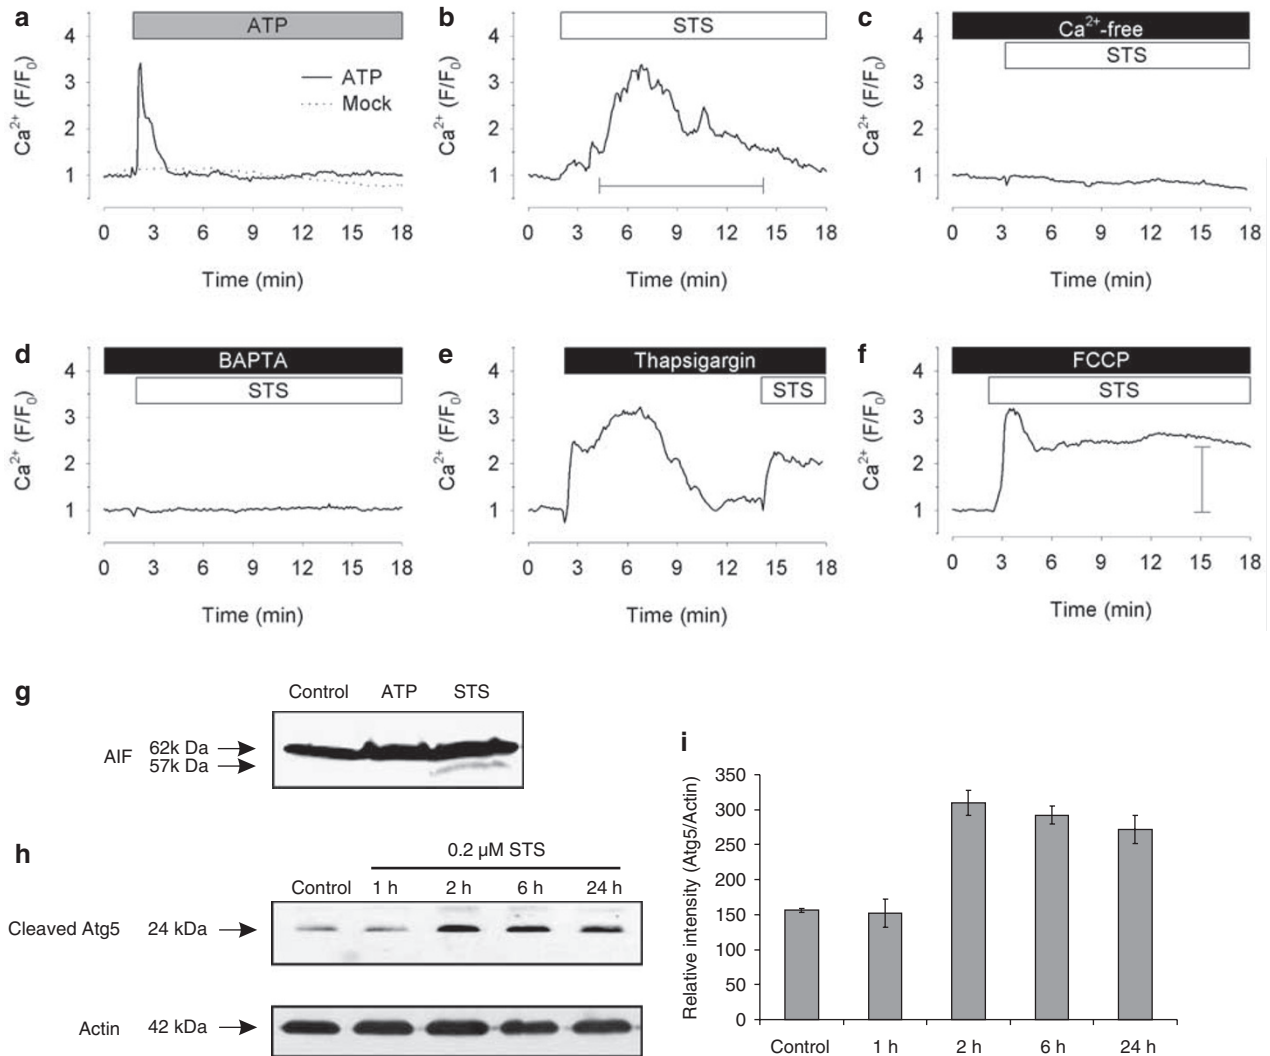 a
ATP
4
3
2
1
Ca²⁺ (F/F₀)
ATP
Mock
0 3 6 9 12 15 18
Time (min)
b
STS
4
3
2
1
Ca²⁺ (F/F₀)
0 3 6 9 12 15 18
Time (min)
c
Ca²⁺-free
STS
4
3
2
1
Ca²⁺ (F/F₀)
0 3 6 9 12 15 18
Time (min)
d
BAPTA
STS
4
3
2
1
Ca²⁺ (F/F₀)
0 3 6 9 12 15 18
Time (min)
e
Thapsigargin
STS
4
3
2
1
Ca²⁺ (F/F₀)
0 3 6 9 12 15 18
Time (min)
f
FCCP
STS
4
3
2
1
Ca²⁺ (F/F₀)
0 3 6 9 12 15 18
Time (min)
g
Control ATP STS
AIF
62k Da
57k Da
h
0.2 µM STS
Control 1 h 2 h 6 h 24 h
Cleaved Atg5 24 kDa
Actin 42 kDa
i
Relative intensity (Atg5/Actin)
350
300
250
200
150
100
50
0
Control 1 h 2 h 6 h 24 h